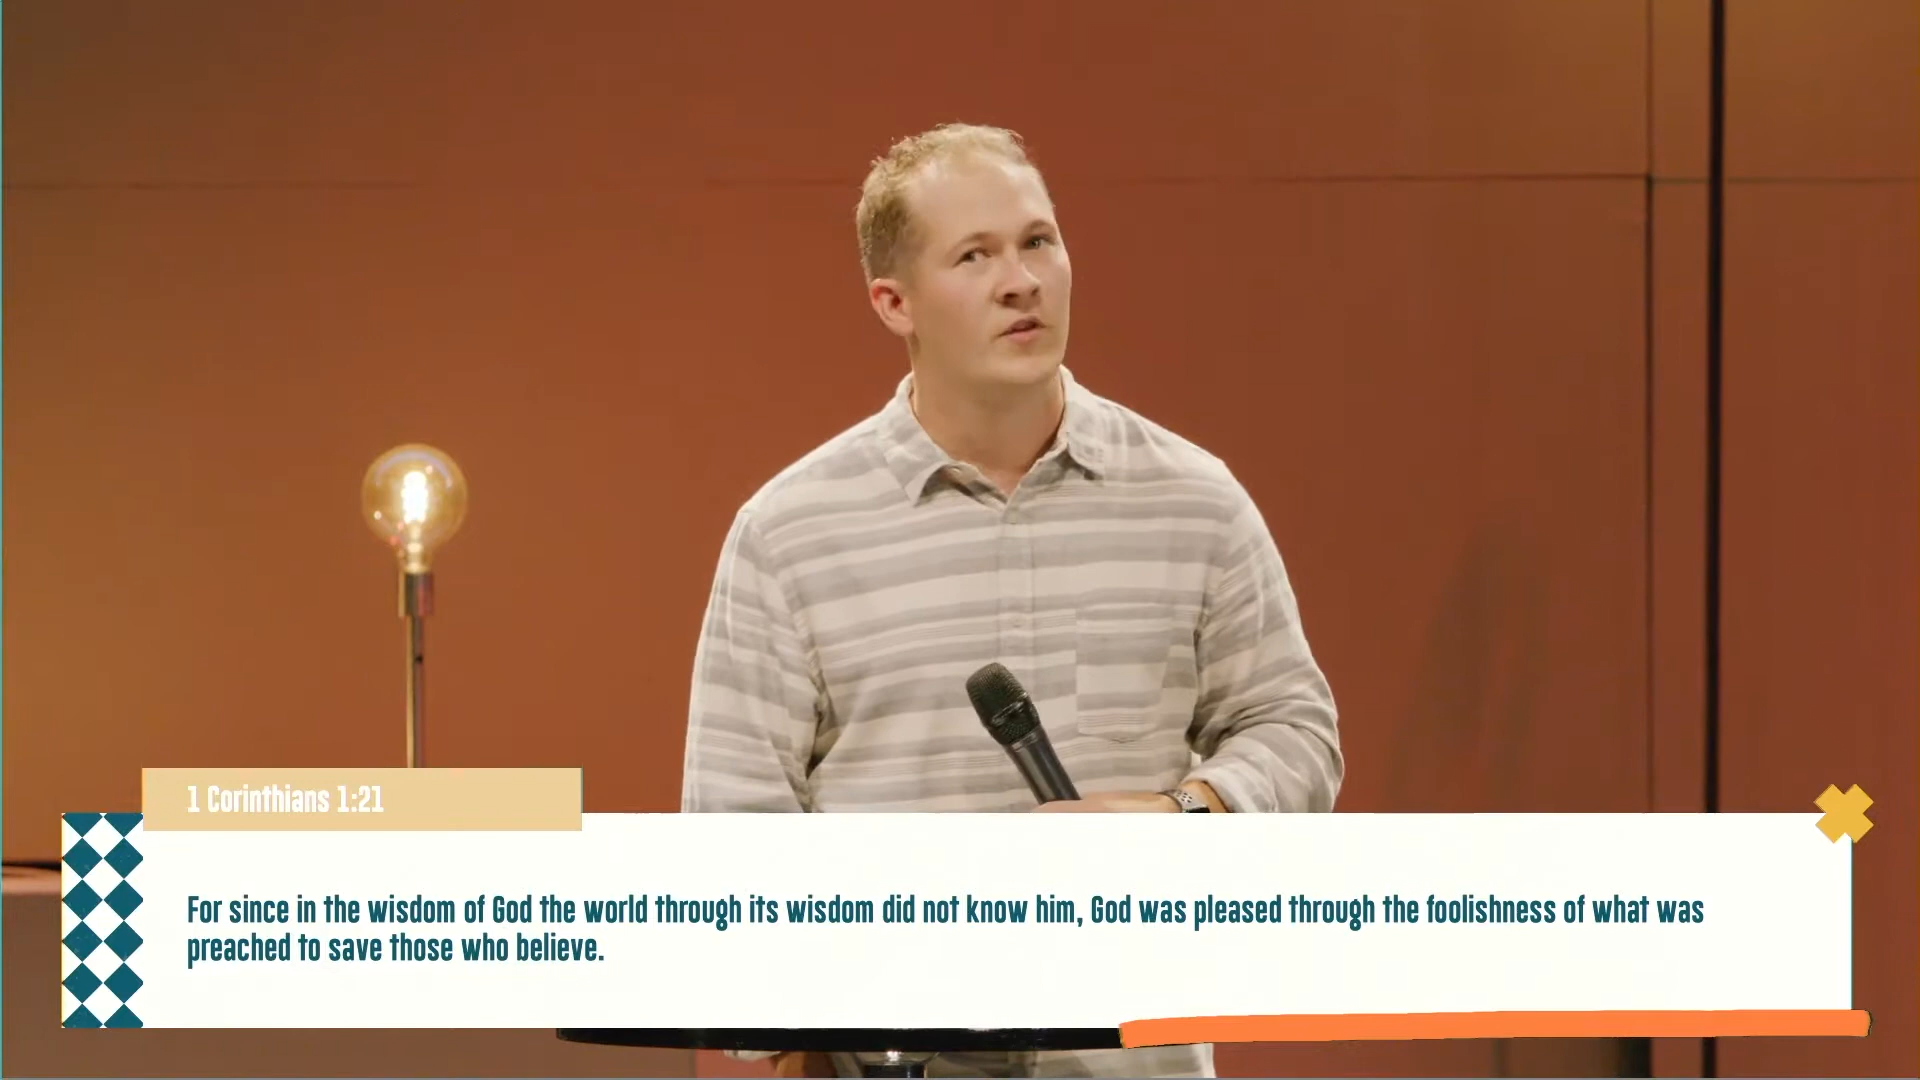 1 Corinthians 1:21
For since in the wisdom of God the world through its wisdom did not know him, God was pleased through the foolishness of what was
preached to save those who believe.